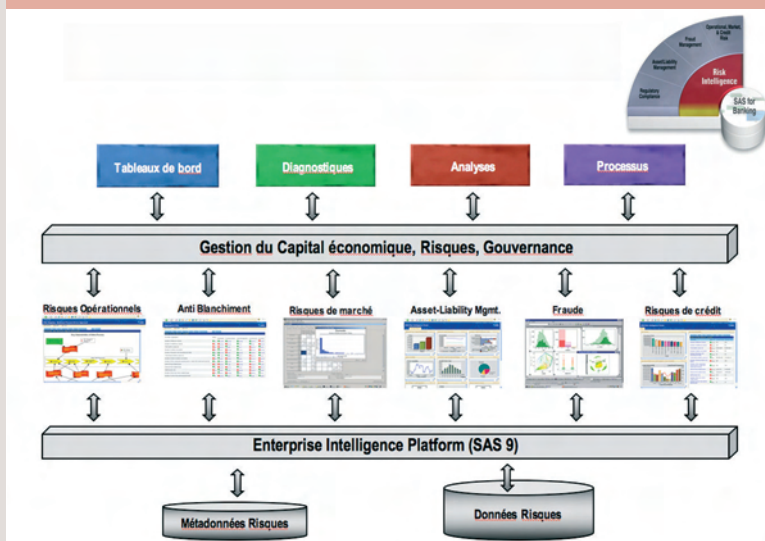 Operational, Market,
& Credit
Risk
Fraud
Management
Asset/Liability
Management
Regulatory
Compliance
Risk
Intelligence
SAS for
Banking
Tableaux de bord
Diagnostiques
Analyses
Processus
Gestion du Capital économique, Risques, Gouvernance
Risques Opérationnels
Anti Blanchiment
Risques de marché
Asset-Liability Mgmt.
Fraude
Risques de crédit
Enterprise Intelligence Platform (SAS 9)
Métadonnées Risques
Données Risques